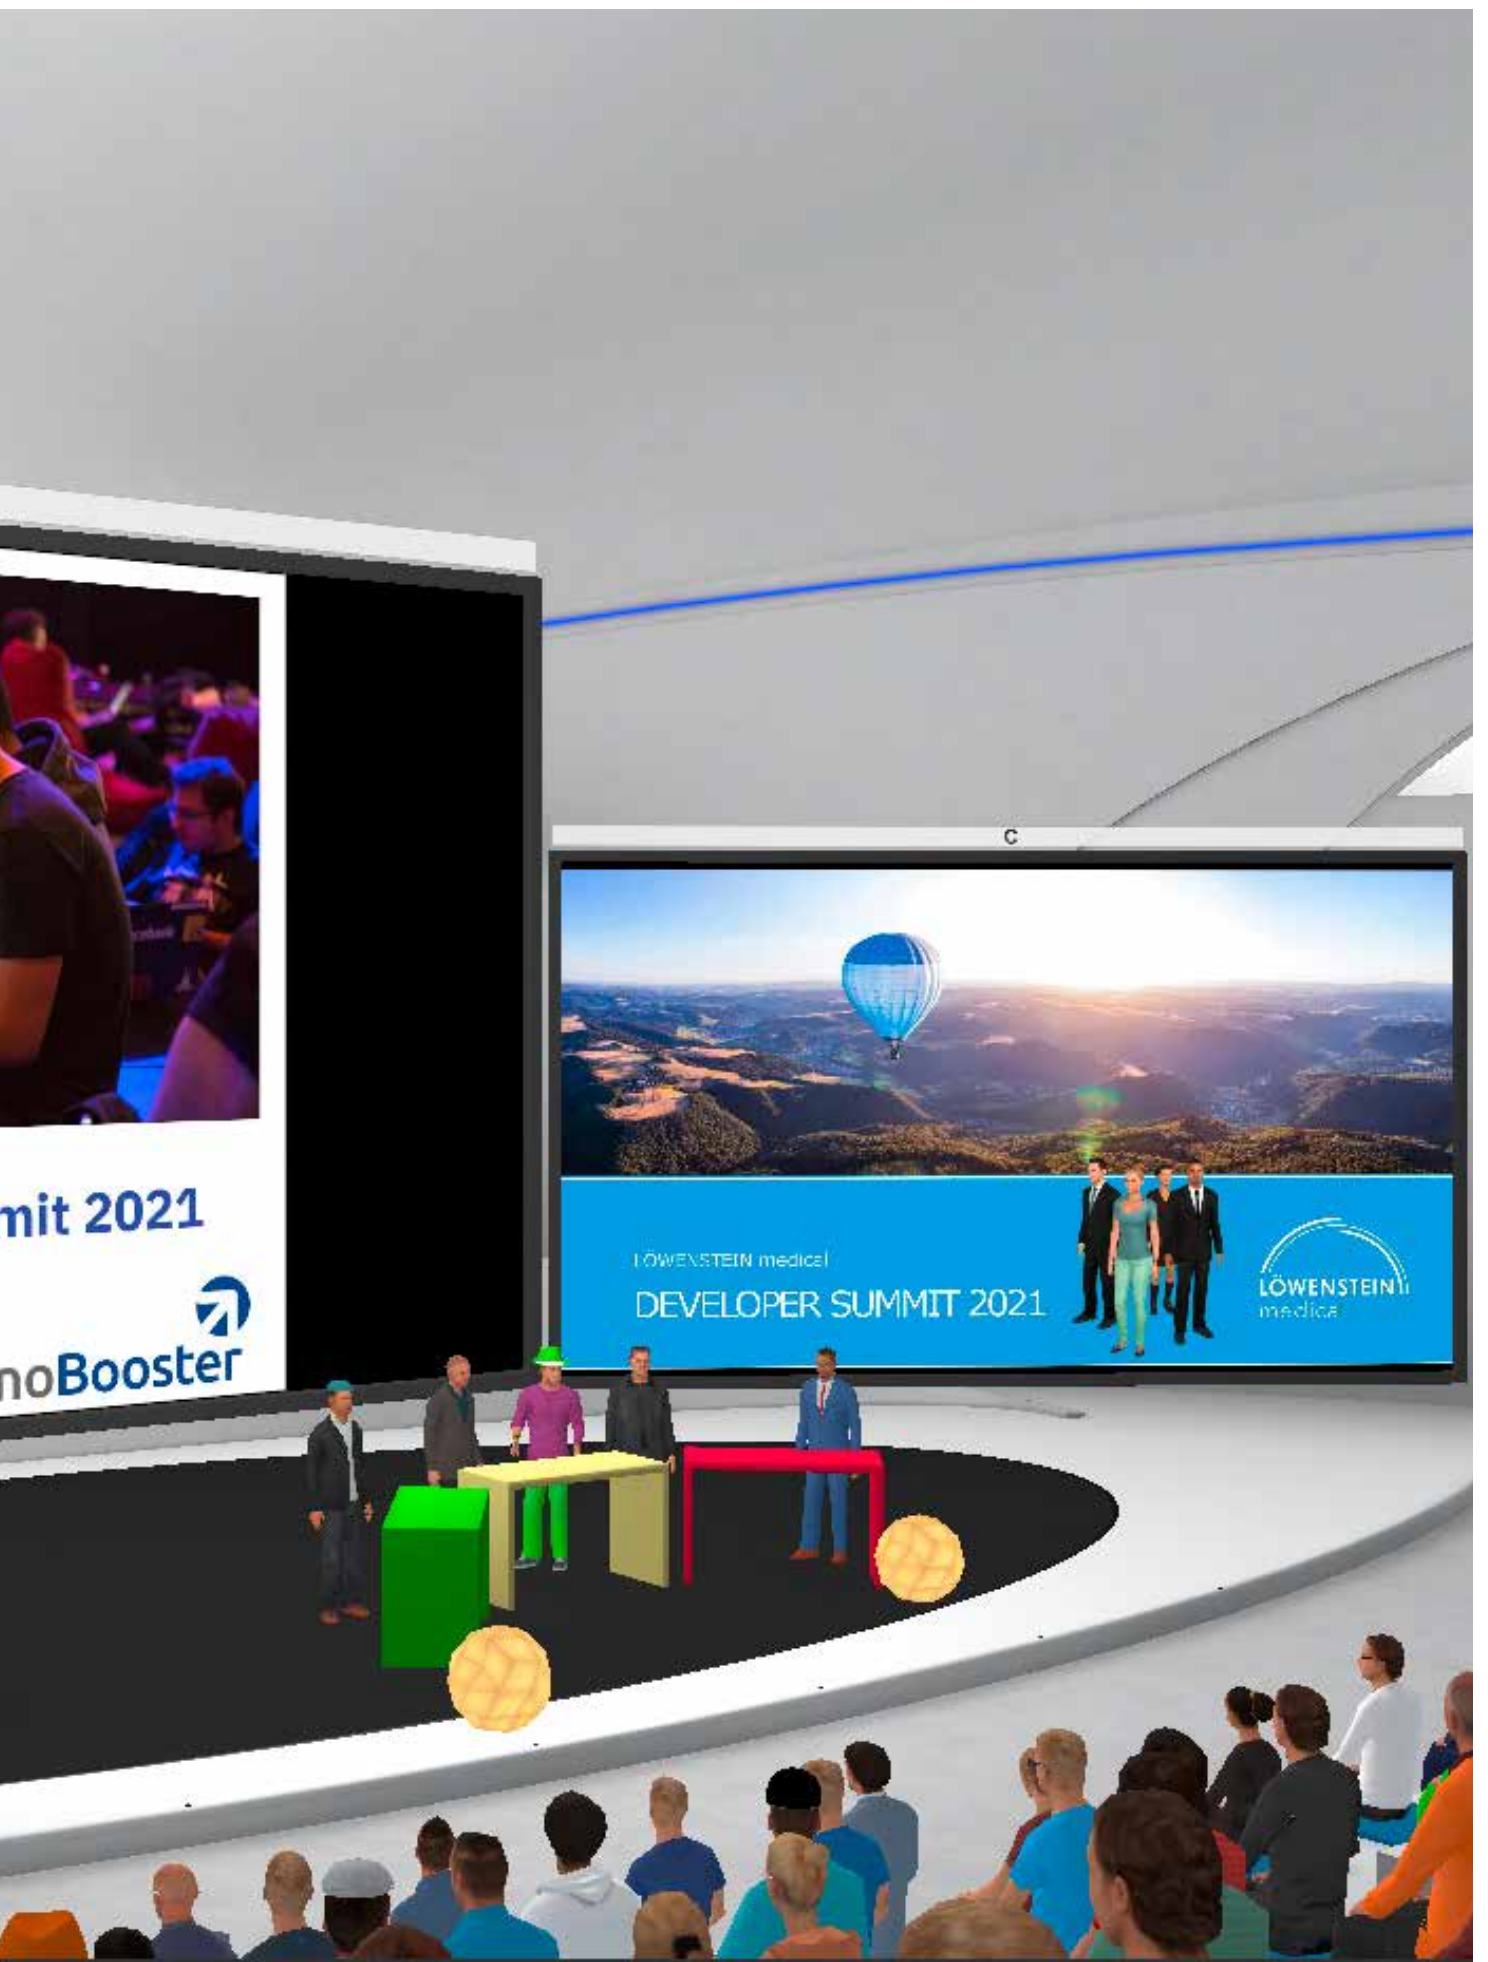 mit 2021
noBooster
C
LÖWENSTEIN medical
DEVELOPER SUMMIT 2021
LÖWENSTEIN
medical